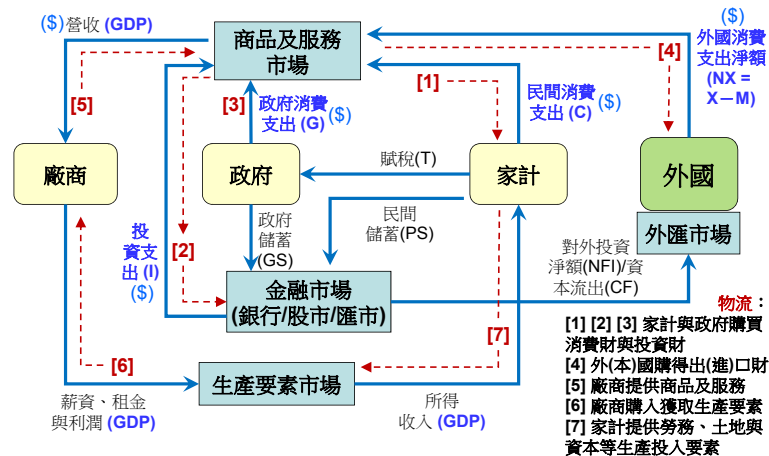 ($)營收 (GDP)
商品及服務
市場
($)
外國消費
支出淨額
(NX =
X－M)
[4]
[5]
[3]
政府消費
支出 (G)
($)
[1]
民間消費
支出 (C)
($)
廠商
政府
賦稅(T)
家計
外國
外匯市場
投
資支
出 (I)
($)
[2]
政府
儲蓄
(GS)
民間
儲蓄(PS)
對外投資
淨額(NFI)/資
本流出(CF)
金融市場
(銀行/股市/匯市)
[7]
[6]
生產要素市場
薪資、租金
與利潤 (GDP)
所得
收入 (GDP)
物流：
[1] [2] [3] 家計與政府購買
消費財與投資財
[4] 外(本)國購得出(進)口財
[5] 廠商提供商品及服務
[6] 廠商購入獲取生產要素
[7] 家計提供勞務、土地與
資本等生產投入要素